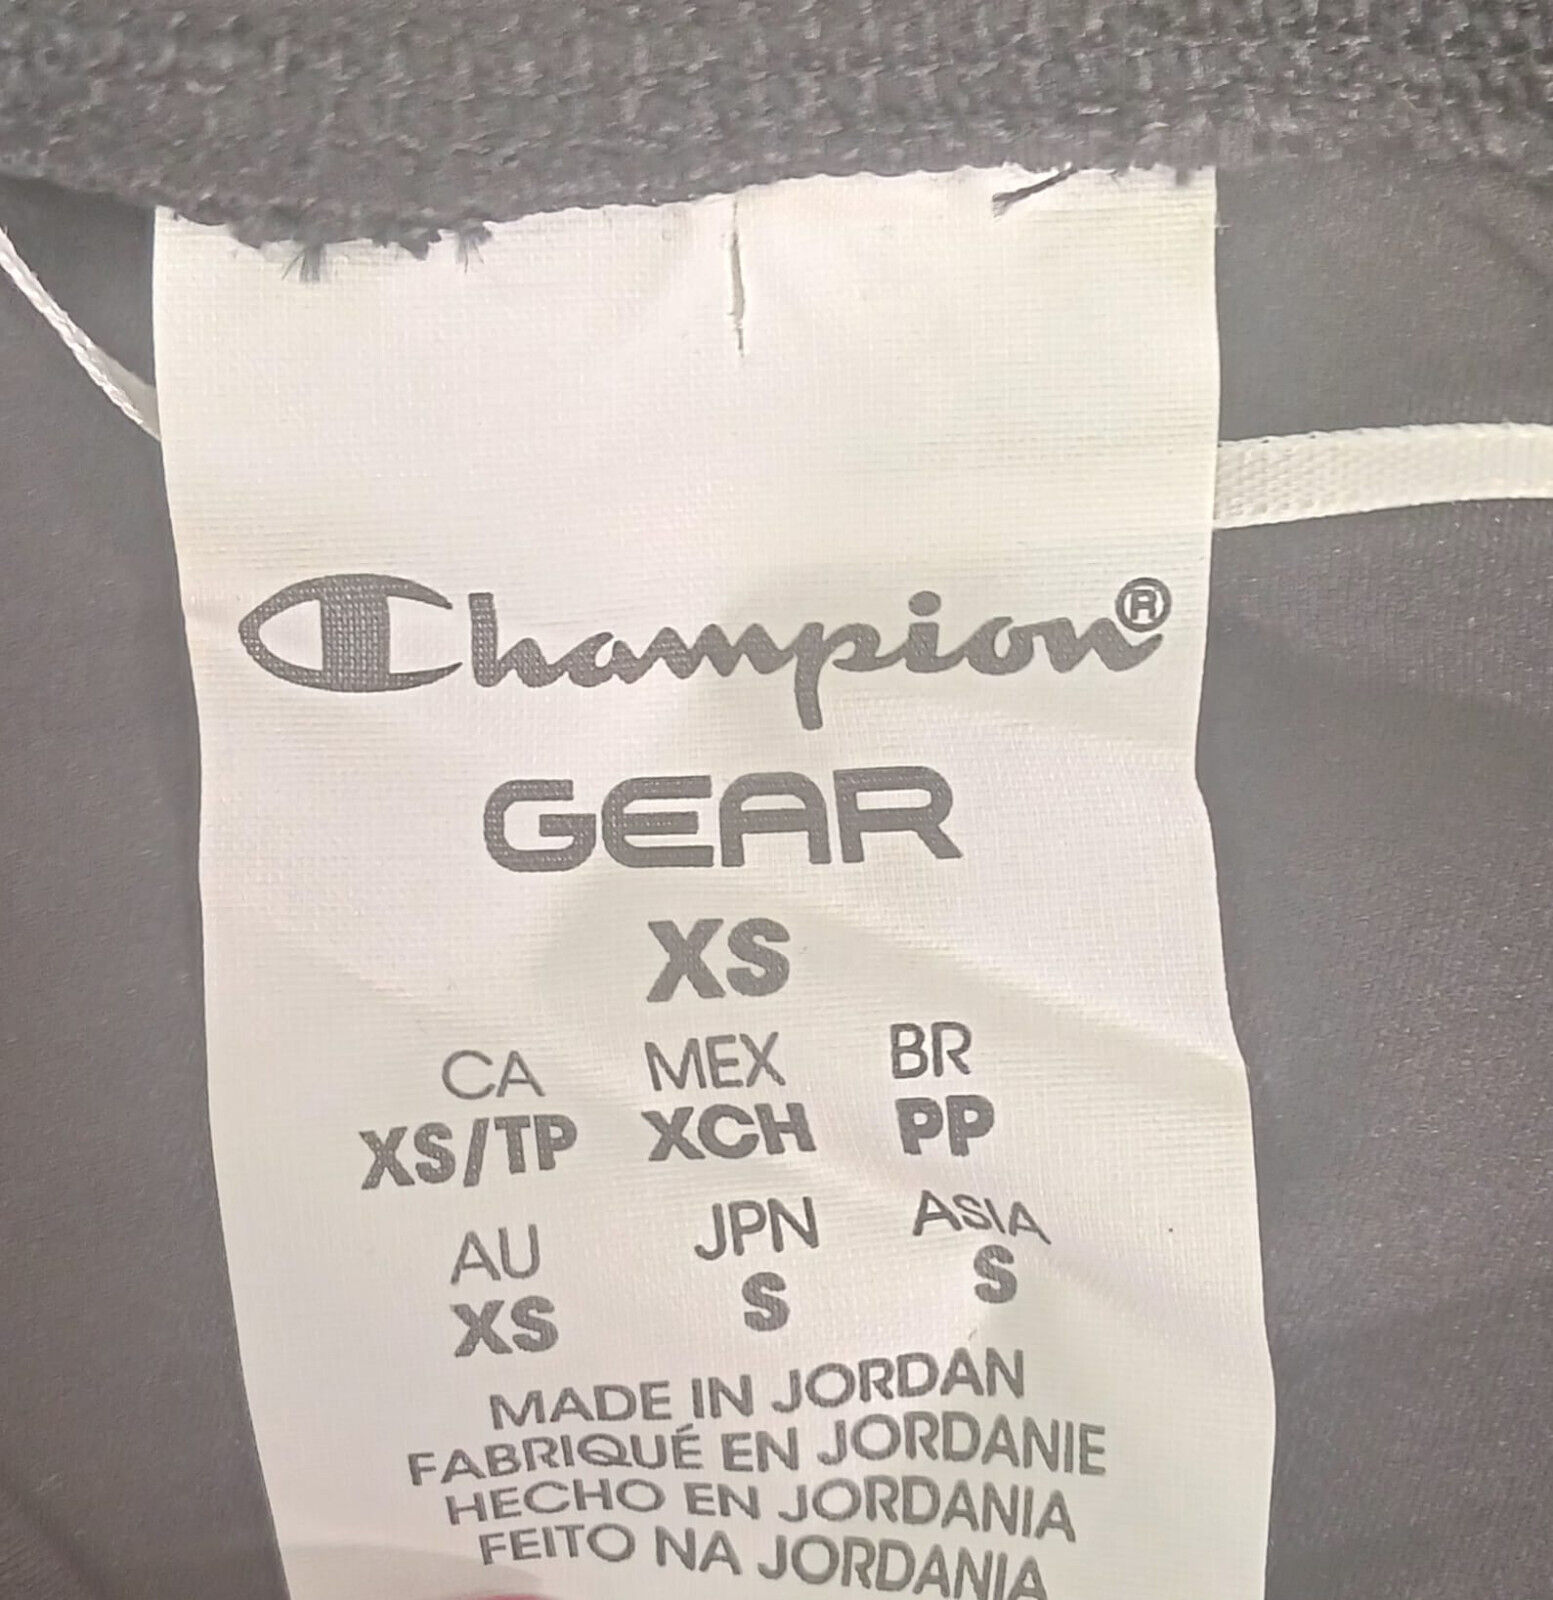 Champion®
GEAR
XS
CA MEX BR
XS/TP XCH PP
AU JPN ASIA
XS S S
MADE IN JORDAN
FABRIQUÉ EN JORDANIE
HECHO EN JORDANIA
FEITO NA JORDANIA